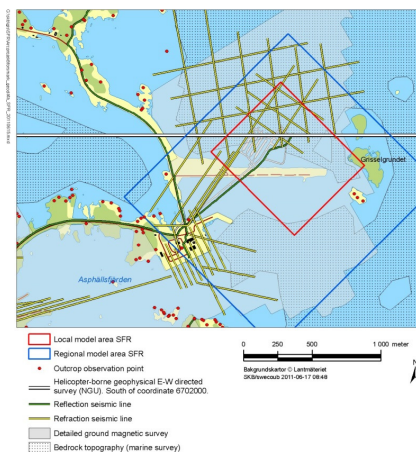 Grisselgrundet
Asphällsfjärden
Local model area SFR
Regional model area SFR
Outcrop observation point
Helicopter-borne geophysical E-W directed
survey (NGU). South of coordinate 6702000.
Reflection seismic line
Refraction seismic line
Detailed ground magnetic survey
Bedrock topography (marine survey)
0 250 500 1 000 meter
Bakgrundskartor © Lantmäteriet
SKB/swecoub 2011-06-17 08:48
N